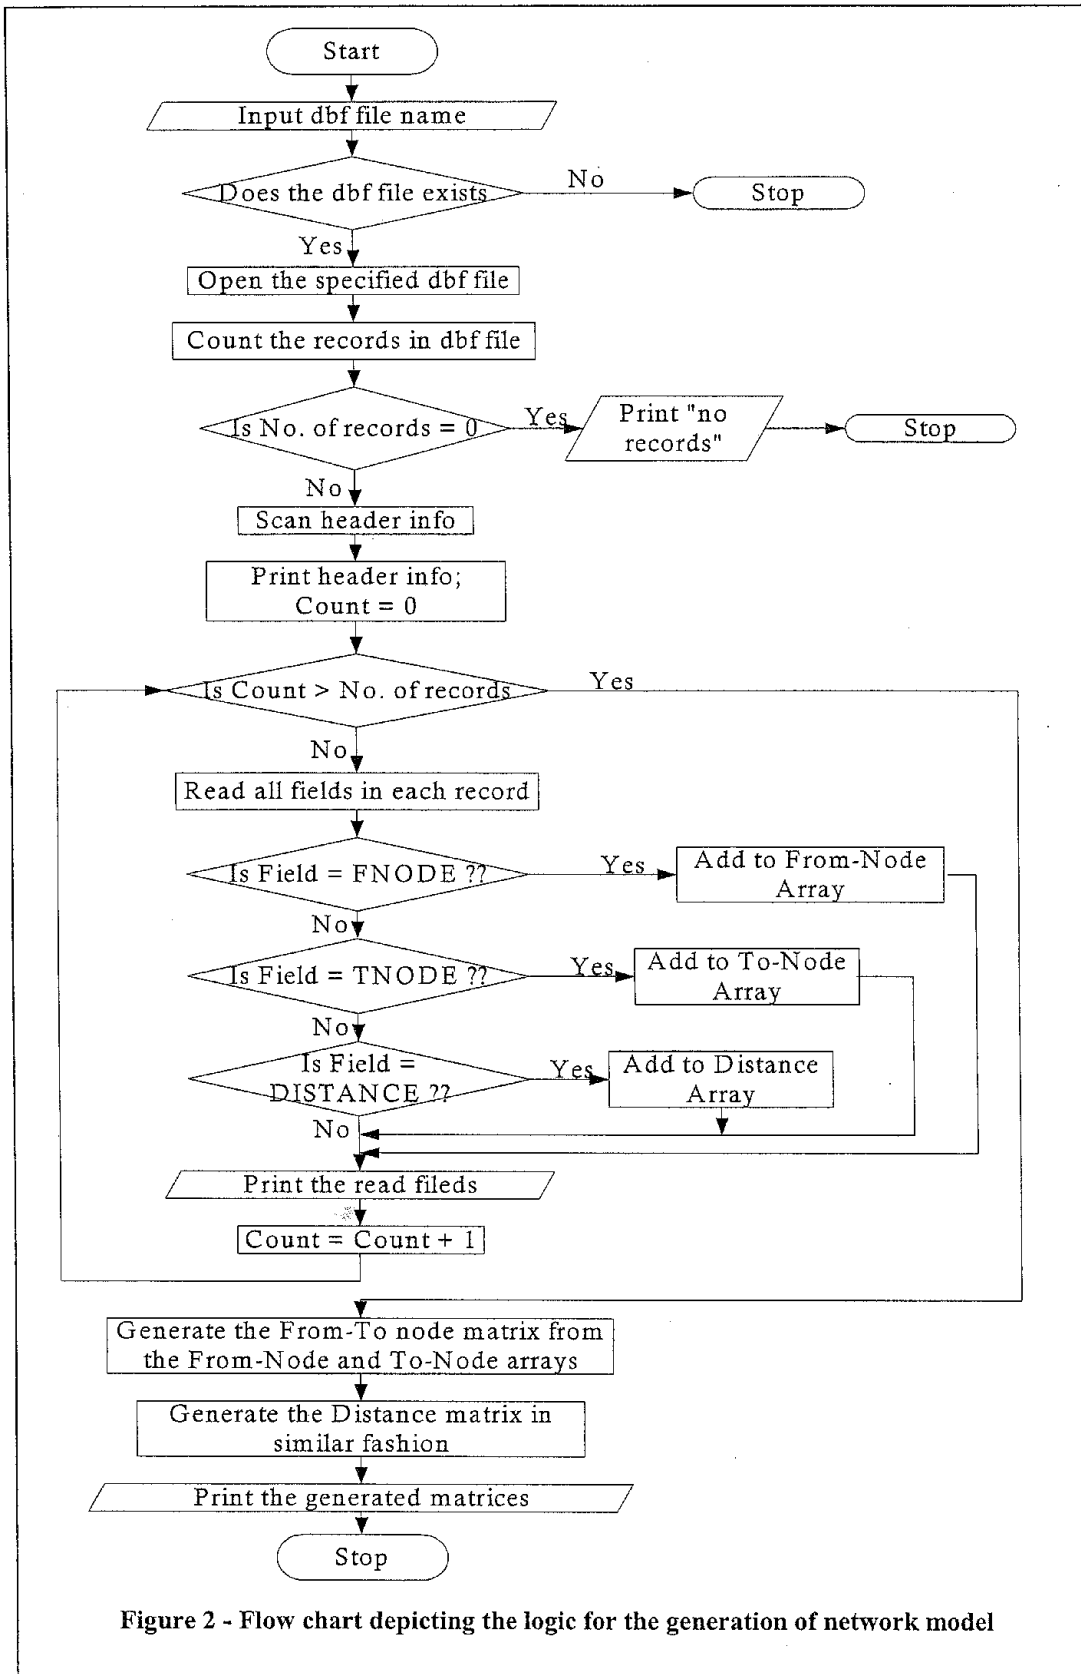 Start
Input dbf file name
Does the dbf file exists
No
Stop
Yes
Open the specified dbf file
Count the records in dbf file
Is No. of records = 0
Yes
Print "no
records"
Stop
No
Scan header info
Print header info;
Count = 0
Is Count > No. of records
Yes
No
Read all fields in each record
Is Field = FNODE ??
Yes
Add to From-Node
Array
No
Is Field = TNODE ??
Yes
Add to To-Node
Array
No
Is Field =
DISTANCE ??
Yes
Add to Distance
Array
No
Print the read fileds
Count = Count + 1
Generate the From-To node matrix from
the From-Node and To-Node arrays
Generate the Distance matrix in
similar fashion
Print the generated matrices
Stop
Figure 2 - Flow chart depicting the logic for the generation of network model